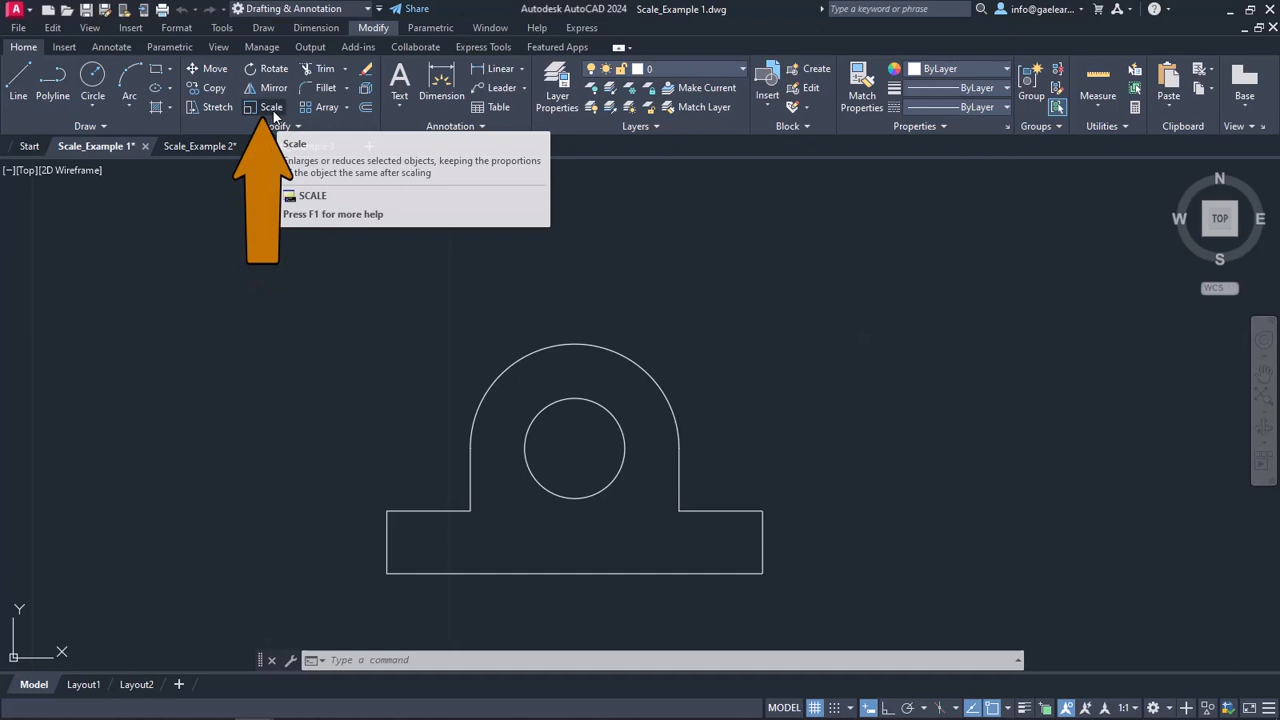 A Drafting & Annotation Share Autodesk AutoCAD 2024 Scale_Example 1.dwg Type a keyword or phrase info@gaelear...
File Edit View Insert Format Tools Draw Dimension Modify Parametric Window Help Express
Home Insert Annotate Parametric View Manage Output Add-ins Collaborate Express Tools Featured Apps
Move Rotate Trim Linear 0 Create ByLayer
Line Polyline Circle Arc Copy Mirror Fillet Text Dimension Leader Layer Properties Make Current Insert Edit Match Properties ByLayer Group Measure Paste Base
Stretch Scale Array Table Match Layer ByLayer
Draw Annotation Layers Block Properties Groups Utilities Clipboard View
Start Scale_Example 1* Scale_Example 2*
Scale
Enlarges or reduces selected objects, keeping the proportions
the object the same after scaling
SCALE
Press F1 for more help
[−][Top][2D Wireframe]
N
W TOP E
S
WCS
Y
X
Type a command
Model Layout1 Layout2 +
MODEL 1:1